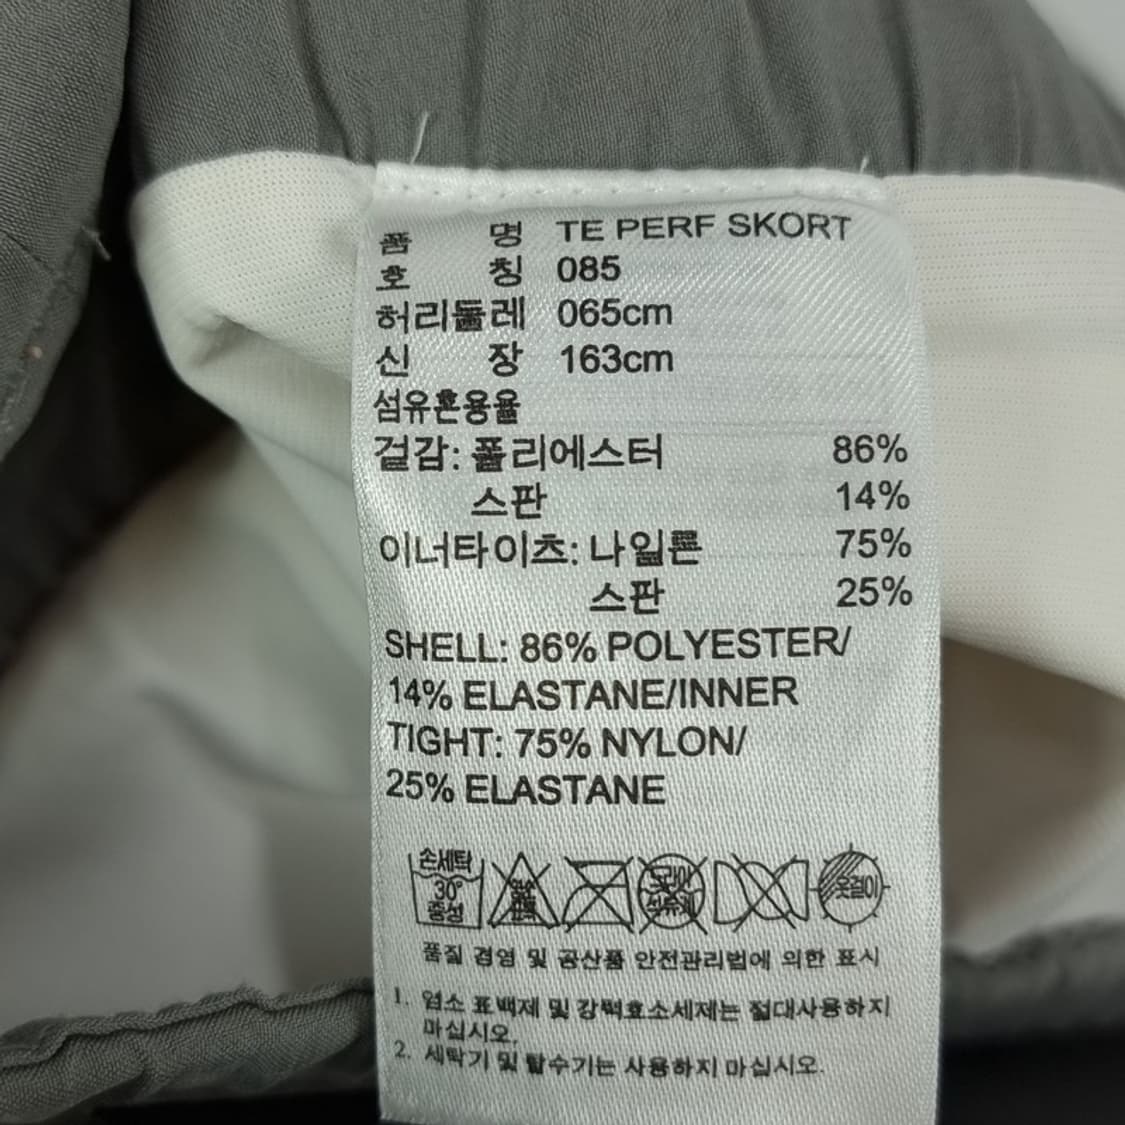 품 명 TE PERF SKORT
호 칭 085
허리둘레 065cm
신 장 163cm
섬유혼용율
겉감: 폴리에스터 86%
스판 14%
이너타이츠: 나일론 75%
스판 25%
SHELL: 86% POLYESTER/
14% ELASTANE/INNER
TIGHT: 75% NYLON/
25% ELASTANE
손세탁
30°
중성
옷걸이
품질 경영 및 공산품 안전관리법에 의한 표시
1. 염소 표백제 및 강력효소세제는 절대사용하지
마십시오.
2. 세탁기 및 탈수기는 사용하지 마십시오.